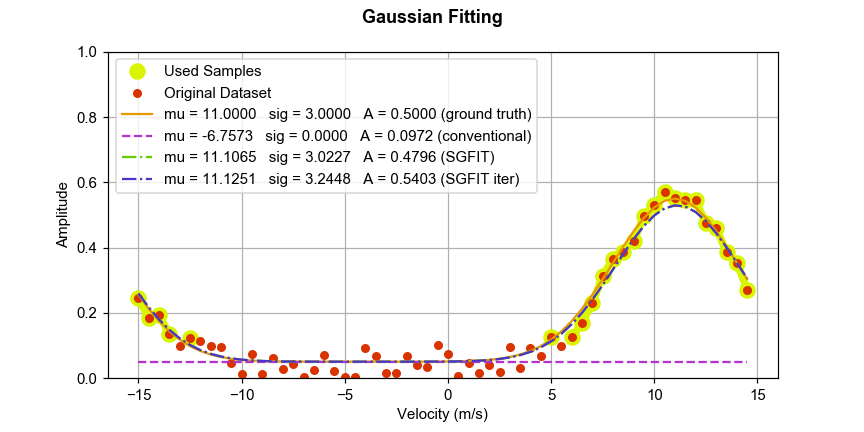 Gaussian Fitting
1.0
0.8
0.6
0.4
0.2
0.0
Amplitude
Used Samples
Original Dataset
mu = 11.0000 sig = 3.0000 A = 0.5000 (ground truth)
mu = -6.7573 sig = 0.0000 A = 0.0972 (conventional)
mu = 11.1065 sig = 3.0227 A = 0.4796 (SGFIT)
mu = 11.1251 sig = 3.2448 A = 0.5403 (SGFIT iter)
−15 −10 −5 0 5 10 15
Velocity (m/s)